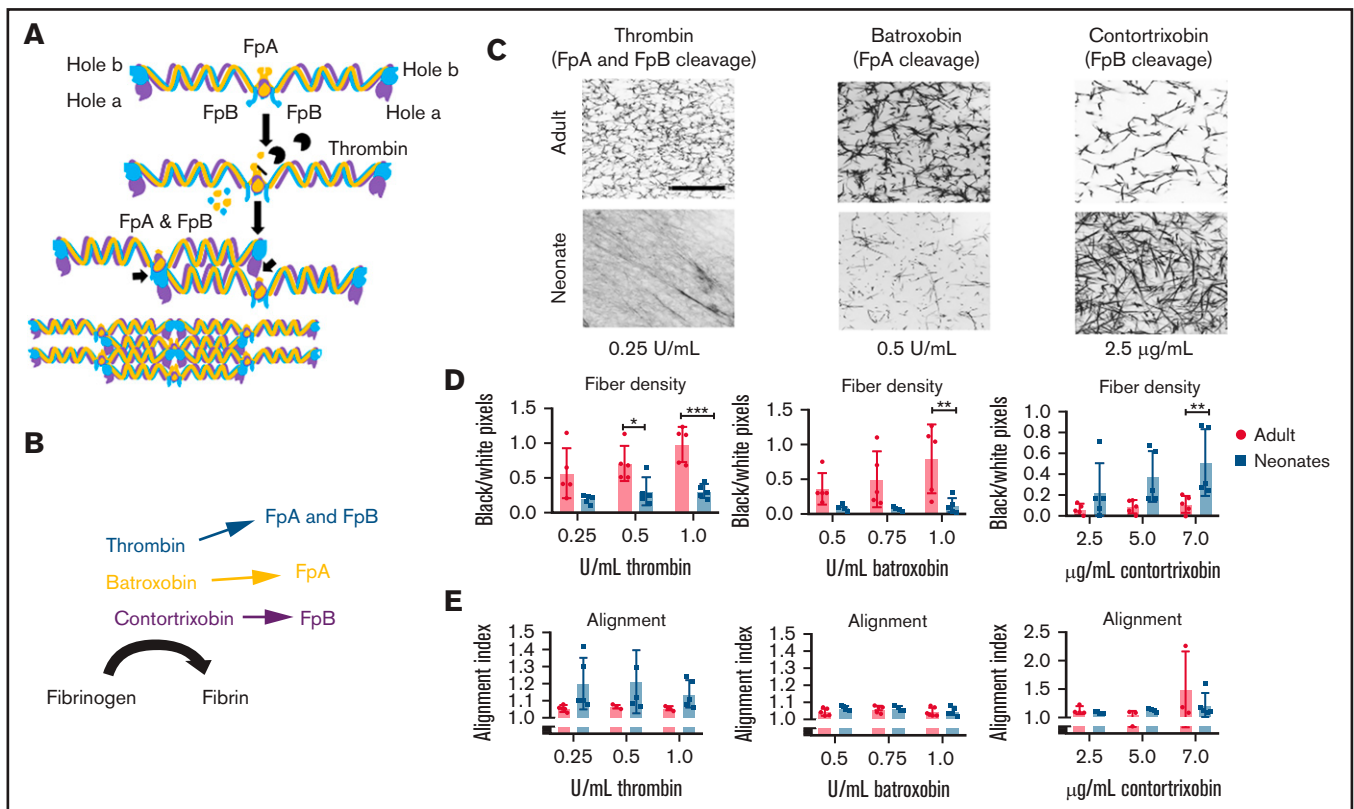 A
FpA
Hole b
Hole b
Hole a
FpB
FpB
Hole a
Thrombin
FpA & FpB
B
Thrombin
FpA and FpB
Batroxobin
FpA
Contortrixobin
FpB
Fibrinogen
Fibrin
C
Thrombin
(FpA and FpB cleavage)
Batroxobin
(FpA cleavage)
Contortrixobin
(FpB cleavage)
Adult
Neonate
0.25 U/mL
0.5 U/mL
2.5 μg/mL
D
Fiber density
Black/white pixels
1.5
1.0
0.5
0.0
*
***
0.25
0.5
1.0
U/mL thrombin
Fiber density
Black/white pixels
1.5
1.0
0.5
0.0
**
0.5
0.75
1.0
U/mL batroxobin
Fiber density
Black/white pixels
1.0
0.8
0.6
0.4
0.2
0.0
**
2.5
5.0
7.0
μg/mL contortrixobin
Adult
Neonates
E
Alignment
Alignment index
1.5
1.4
1.3
1.2
1.1
1.0
0.25
0.5
1.0
U/mL thrombin
Alignment
Alignment index
1.5
1.4
1.3
1.2
1.1
1.0
0.5
0.75
1.0
U/mL batroxobin
Alignment
Alignment index
2.5
2.0
1.5
1.0
2.5
5.0
7.0
μg/mL contortrixobin